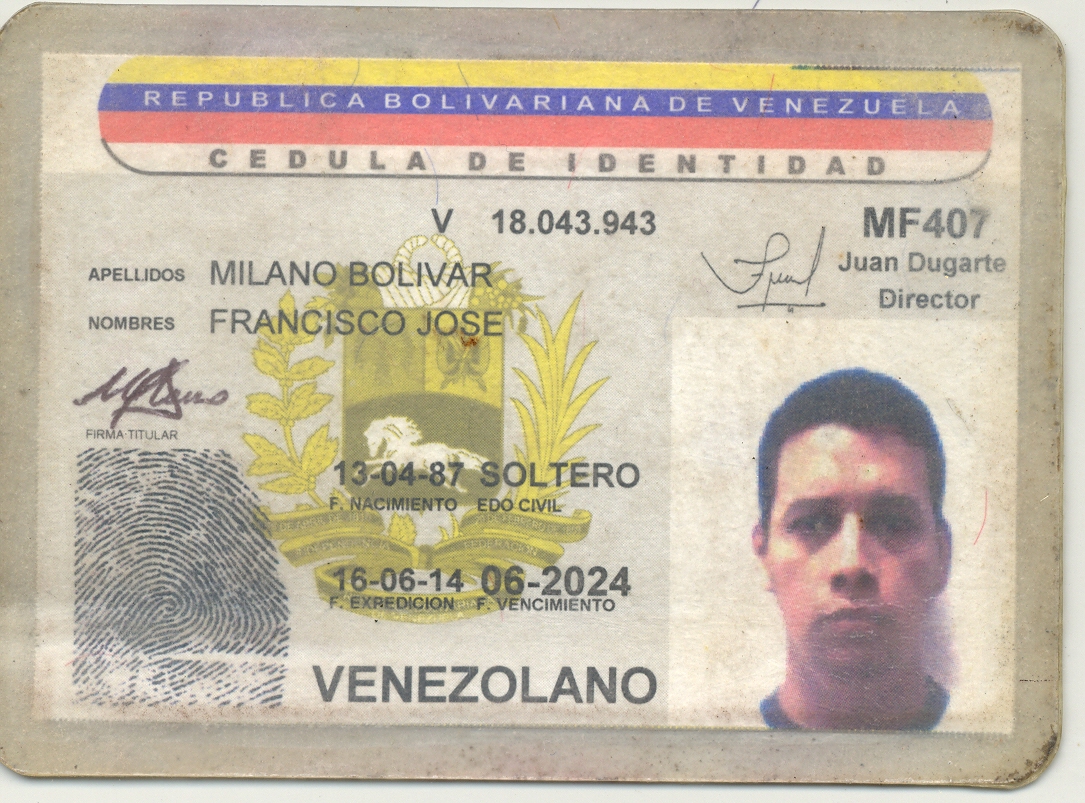 REPUBLICA BOLIVARIANA DE VENEZUELA
CEDULA DE IDENTIDAD
V 18.043.943
MF407
Juan Dugarte
Director
APELLIDOS MILANO BOLIVAR
NOMBRES FRANCISCO JOSE
FIRMA TITULAR
13-04-87 SOLTERO
F. NACIMIENTO EDO CIVIL
FEDERACION
16-06-14 06-2024
F. EXPEDICION F. VENCIMIENTO
VENEZOLANO